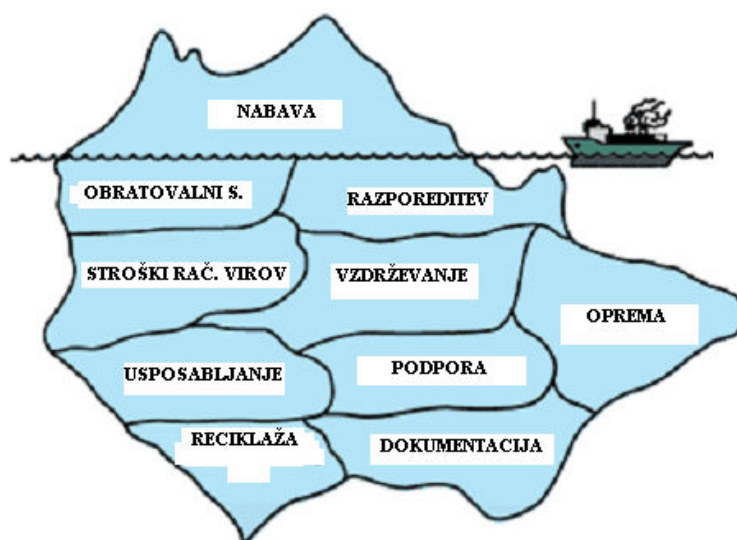 NABAVA
OBRATOVALNI S.
RAZPOREDITEV
STROŠKI RAČ. VIROV
VZDRŽEVANJE
OPREMA
USPOSABLJANJE
PODPORA
RECIKLAŽA
DOKUMENTACIJA